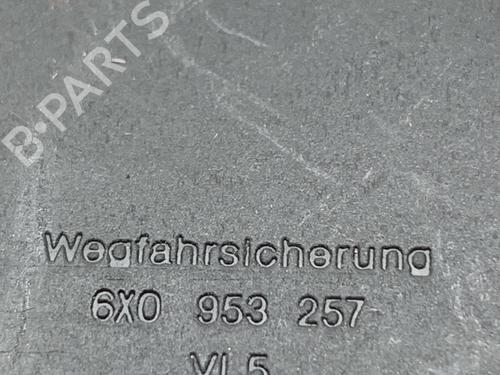 B-PARTS
Wegfahrsicherung
6X0 953 257
VL5